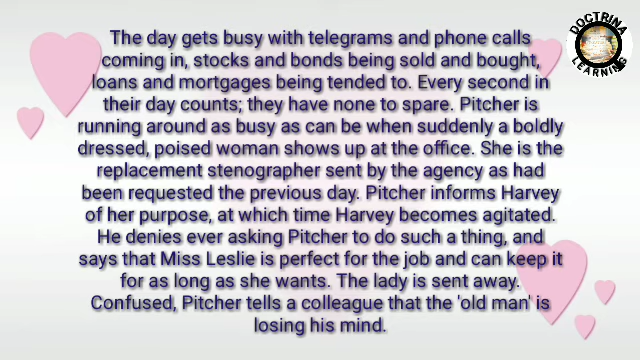 DOCTRINA
LEARNING
The day gets busy with telegrams and phone calls
coming in, stocks and bonds being sold and bought,
loans and mortgages being tended to. Every second in
their day counts; they have none to spare. Pitcher is
running around as busy as can be when suddenly a boldly
dressed, poised woman shows up at the office. She is the
replacement stenographer sent by the agency as had
been requested the previous day. Pitcher informs Harvey
of her purpose, at which time Harvey becomes agitated.
He denies ever asking Pitcher to do such a thing, and
says that Miss Leslie is perfect for the job and can keep it
for as long as she wants. The lady is sent away.
Confused, Pitcher tells a colleague that the 'old man' is
losing his mind.